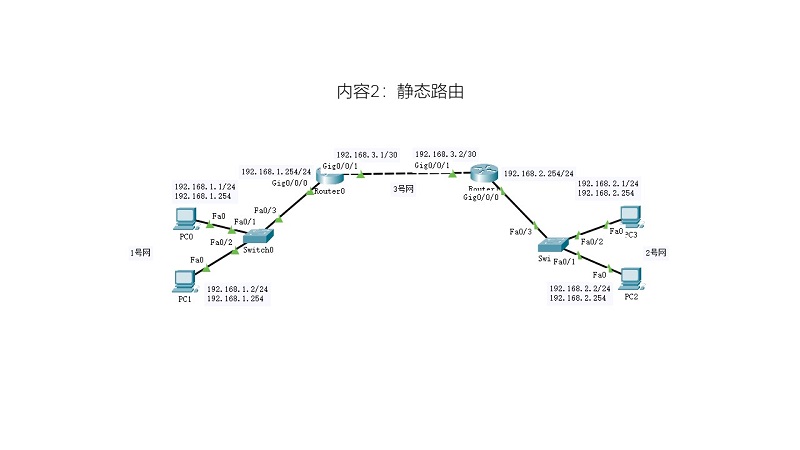 内容2：静态路由
192.168.3.1/30
192.168.3.2/30
Gig0/0/1
Gig0/0/1
192.168.1.254/24
Gig0/0/0
Router0
3号网
192.168.2.254/24
Router
Gig0/0/0
192.168.1.1/24
192.168.1.254
Fa0
Fa0/1
Fa0/3
PC0
Fa0/2
Switch0
1号网
Fa0
PC1
192.168.1.2/24
192.168.1.254
192.168.2.1/24
192.168.2.254
Fa0/3
Fa0/2
Fa0
PC3
Swi
Fa0/1
2号网
Fa0
PC2
192.168.2.2/24
192.168.2.254